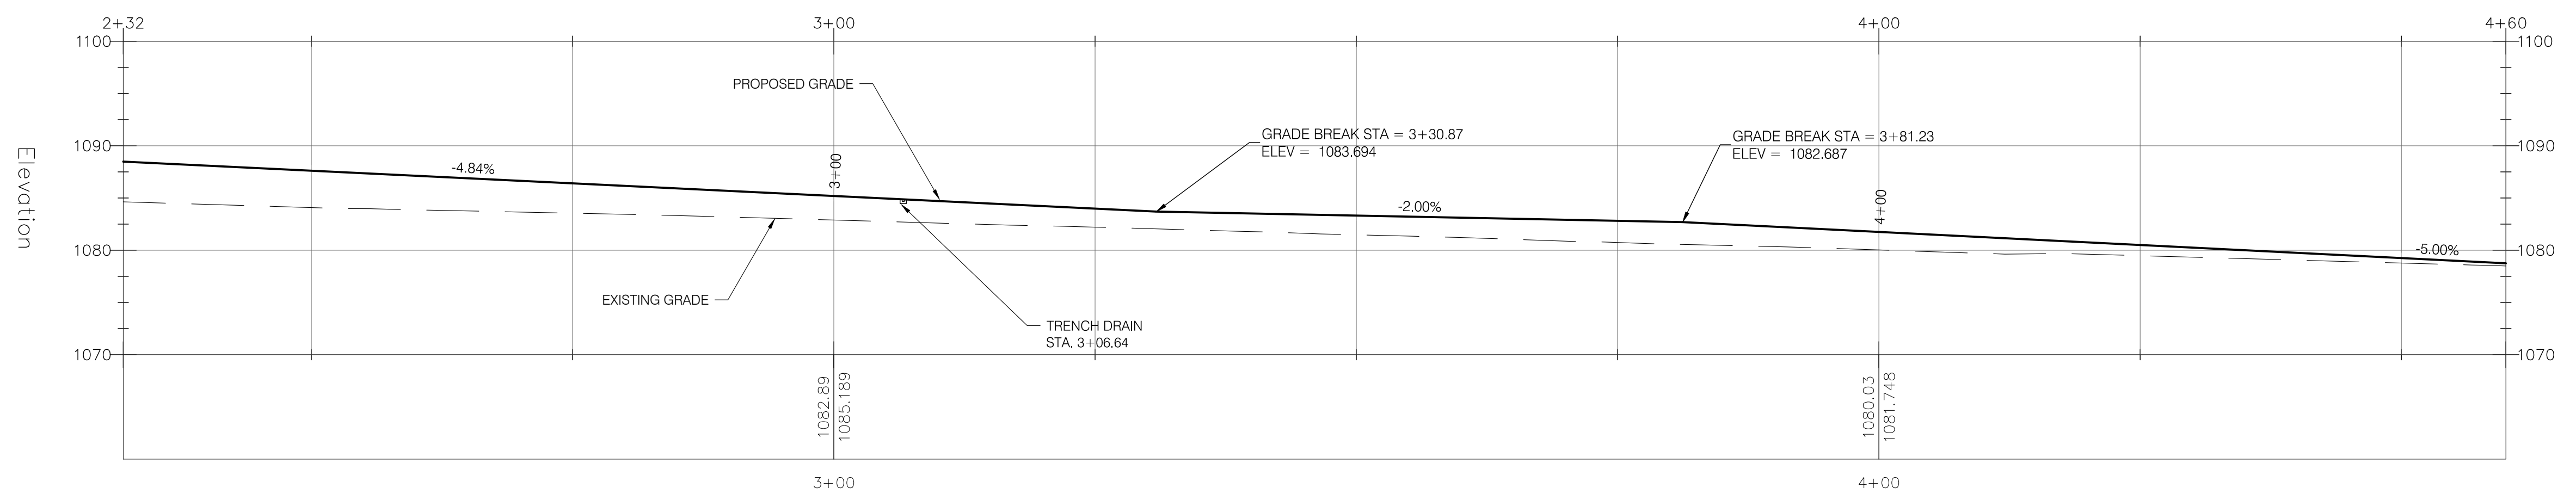 2+32
3+00
4+00
4+60
1100
1100
PROPOSED GRADE
GRADE BREAK STA = 3+30.87
ELEV =  1083.694
GRADE BREAK STA = 3+81.23
ELEV =  1082.687
1090
1090
Elevation
-4.84%
3+00
-2.00%
4+00
1080
1080
-5.00%
EXISTING GRADE
TRENCH DRAIN
STA. 3+06.64
1070
1070
1082.89
1085.189
1080.03
1081.748
3+00
4+00